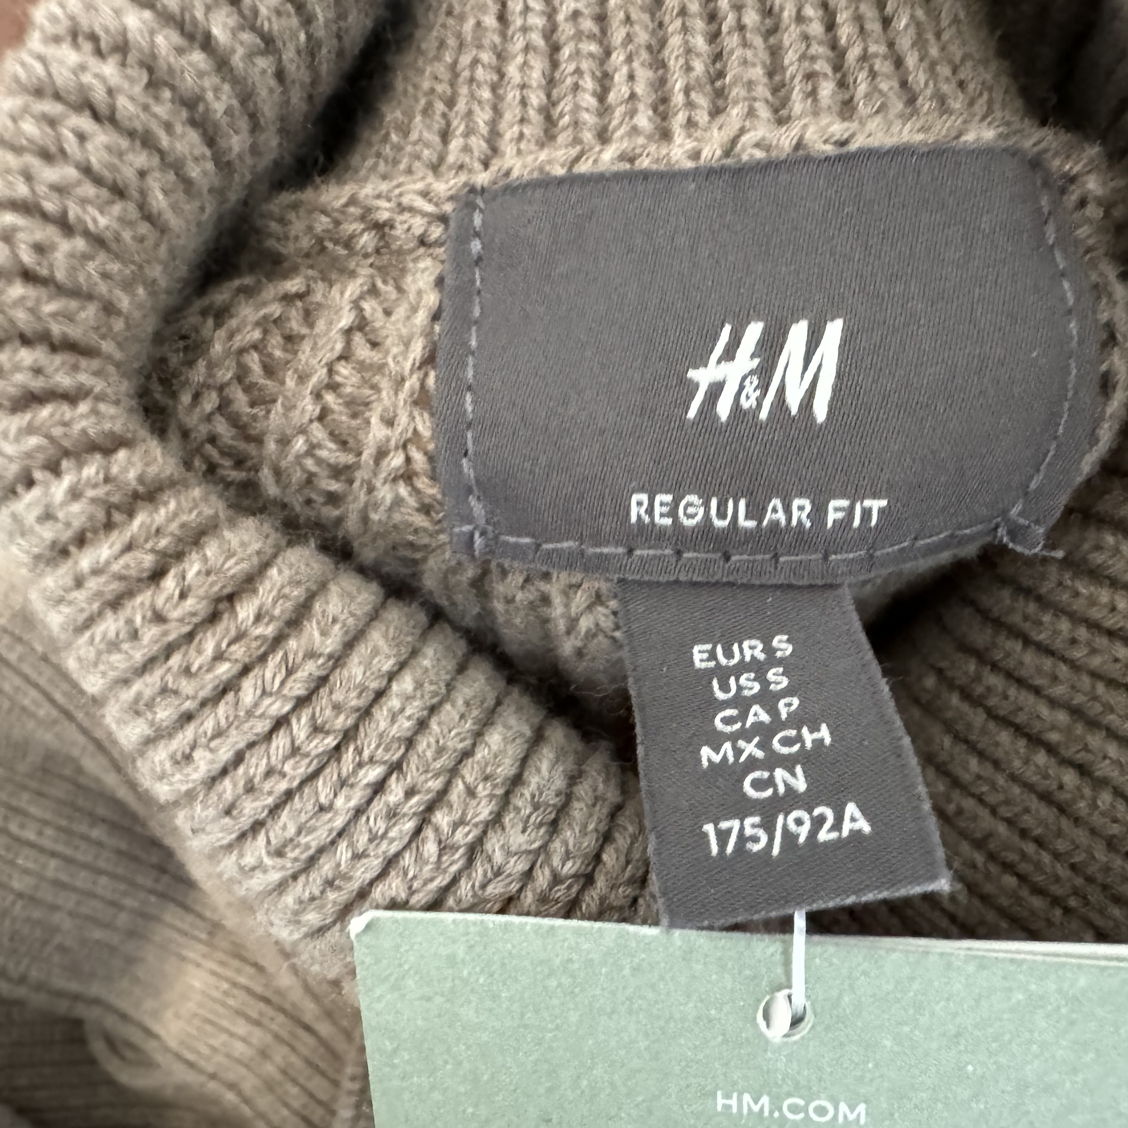 H&M
REGULAR FIT
EUR S
US S
CA P
MX CH
CN
175/92A
HM.COM